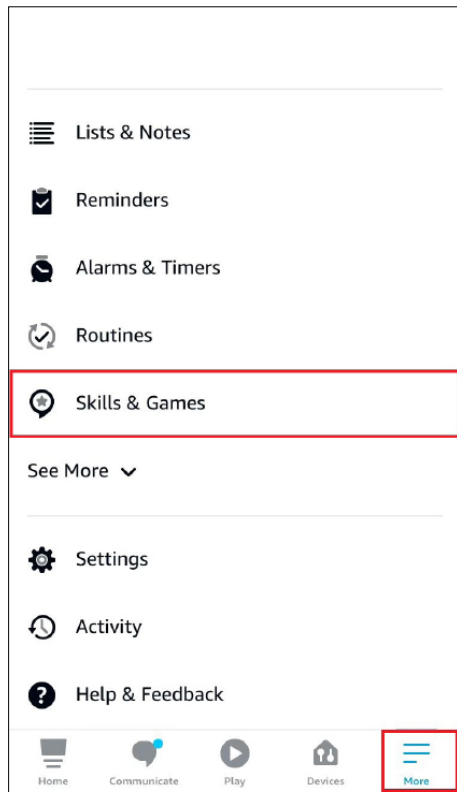 Lists & Notes
Reminders
Alarms & Timers
Routines
Skills & Games
See More
Settings
Activity
Help & Feedback
Home Communicate Play Devices More